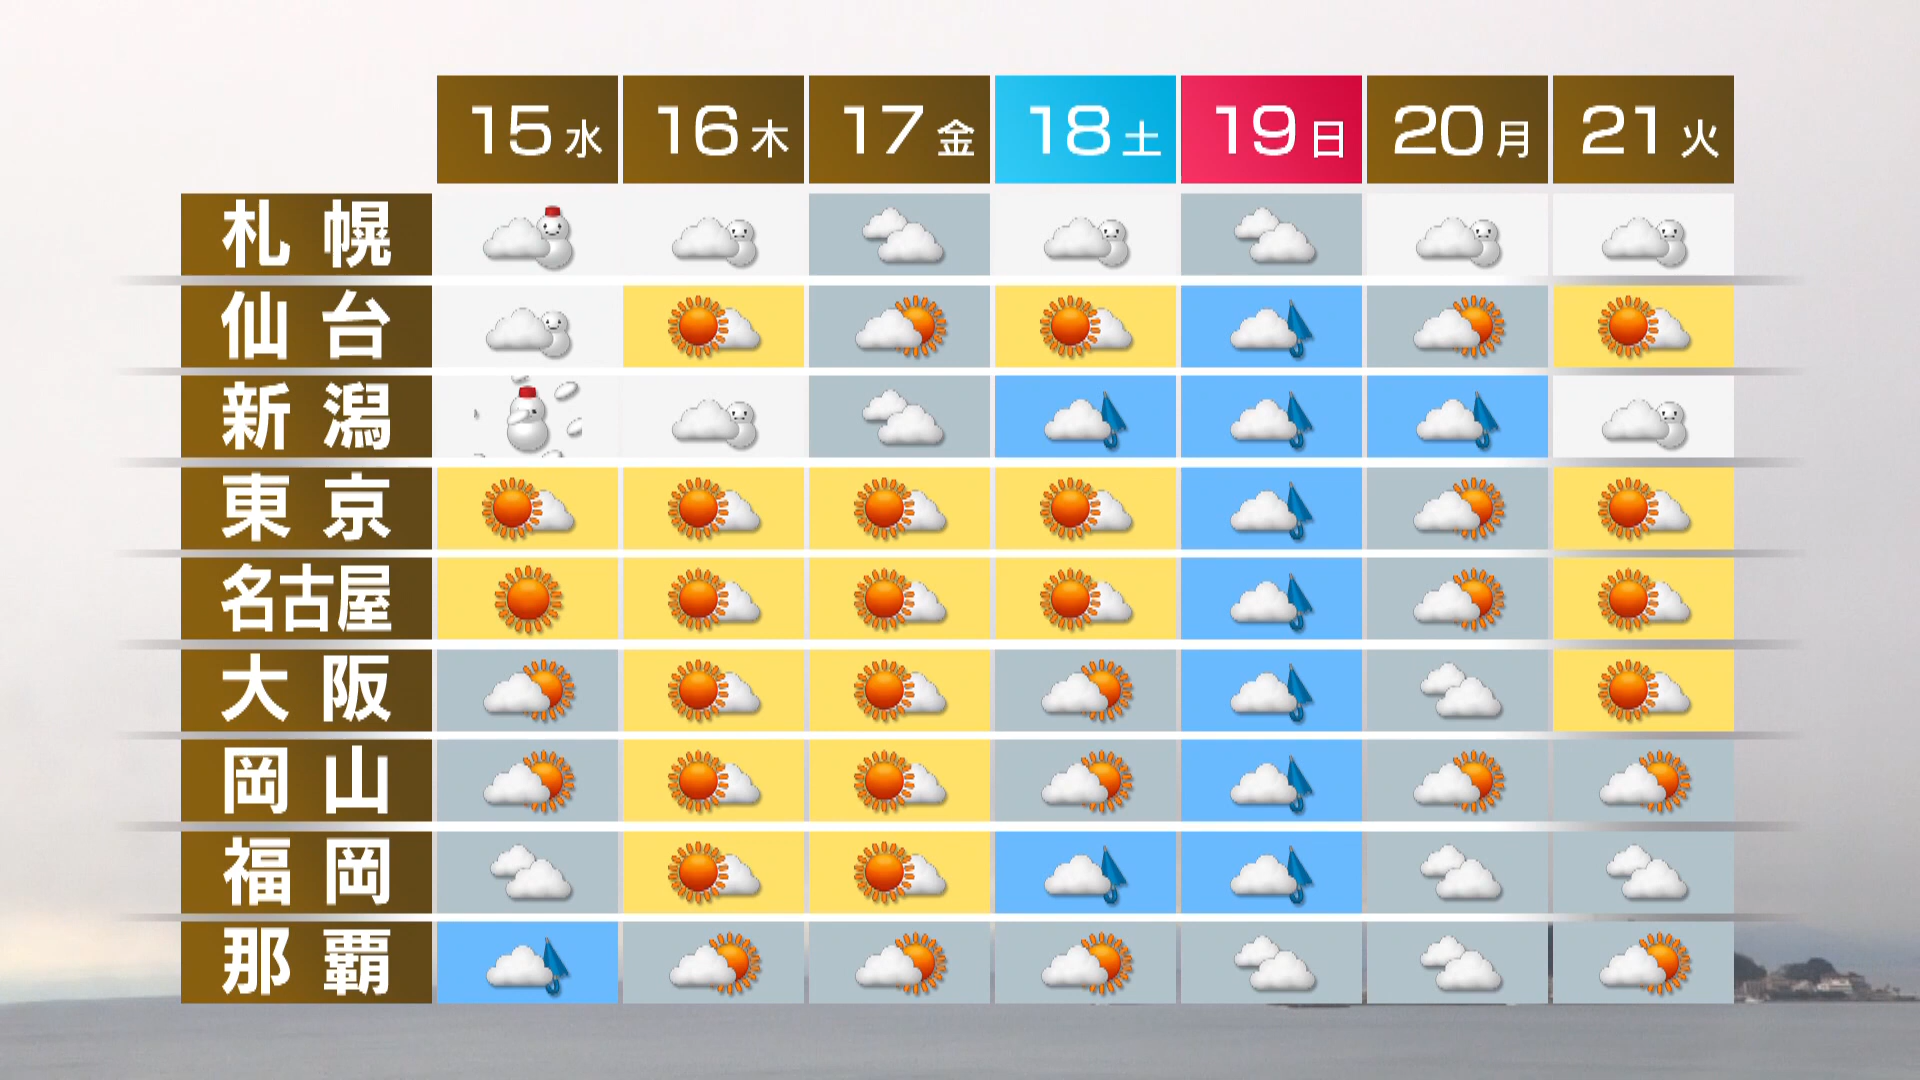 15水 16木 17金 18土 19日 20月 21火
札幌
仙台
新潟
東京
名古屋
大阪
岡山
福岡
那覇